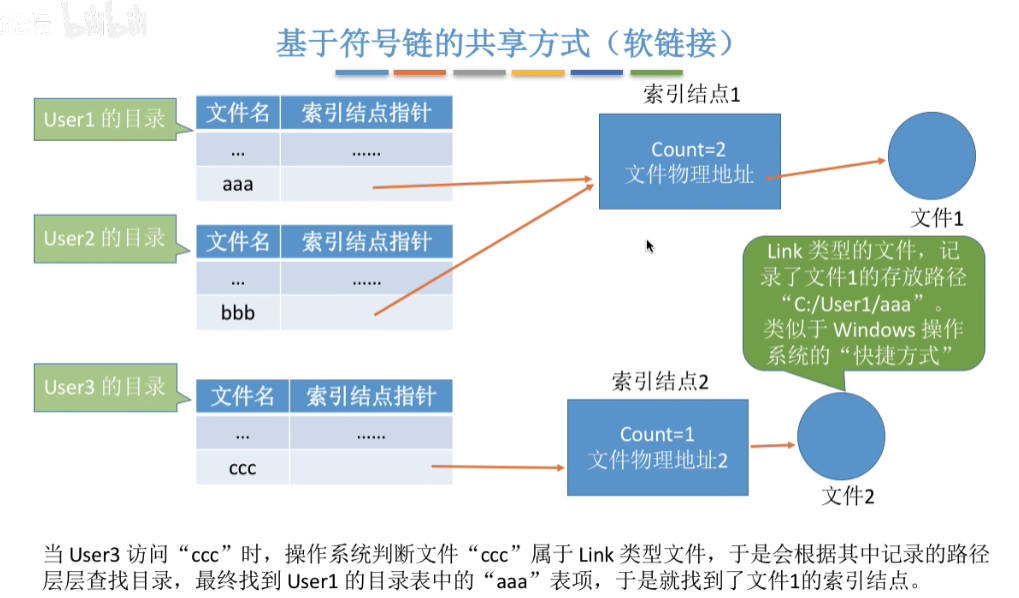 bilibili
基于符号链的共享方式（软链接）
User1 的目录
文件名 索引结点指针
... ......
aaa
索引结点1
Count=2
文件物理地址
文件1
User2 的目录
文件名 索引结点指针
... ......
bbb
Link 类型的文件，记
录了文件1的存放路径
“C:/User1/aaa”。
类似于 Windows 操作
系统的“快捷方式”
User3 的目录
文件名 索引结点指针
... ......
ccc
索引结点2
Count=1
文件物理地址2
文件2
当 User3 访问“ccc”时，操作系统判断文件“ccc”属于 Link 类型文件，于是会根据其中记录的路径
层层查找目录，最终找到 User1 的目录表中的“aaa”表项，于是就找到了文件1的索引结点。